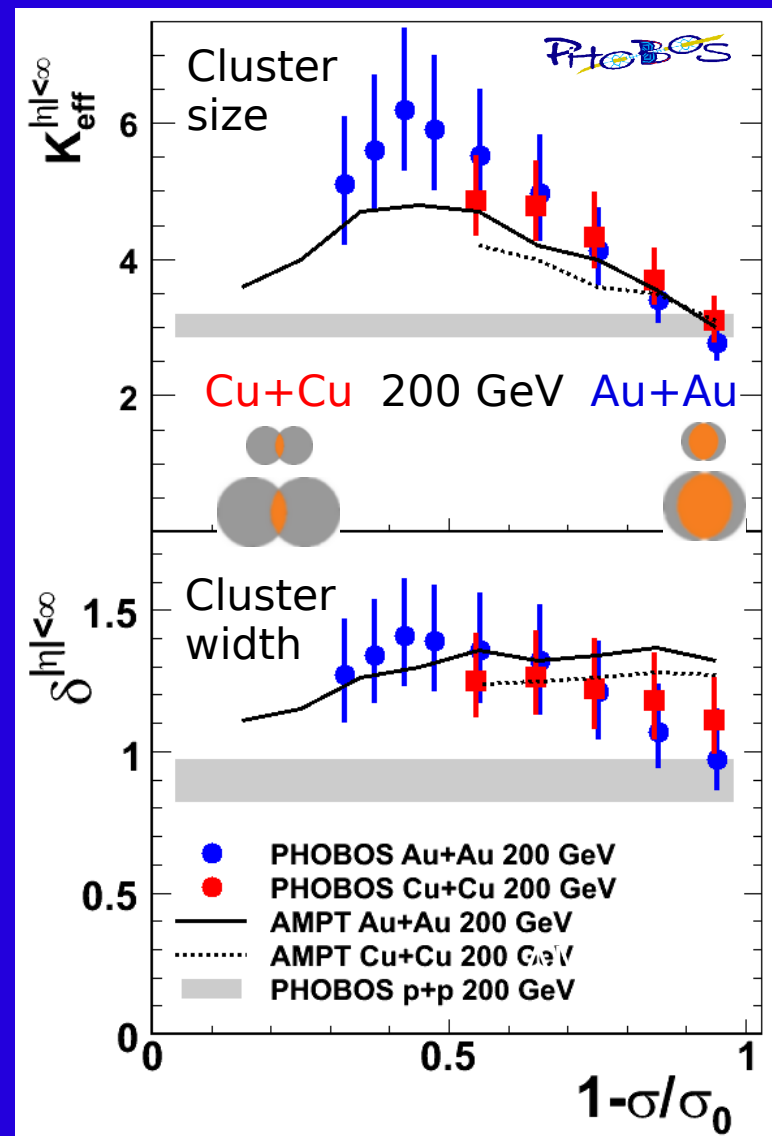 PHOBOS
Cluster
size
K_eff^|η|<∞
6
4
2
Cu+Cu 200 GeV Au+Au
Cluster
width
δ^|η|<∞
1.5
1
0.5
0
PHOBOS Au+Au 200 GeV
PHOBOS Cu+Cu 200 GeV
AMPT Au+Au 200 GeV
AMPT Cu+Cu 200 GeV
PHOBOS p+p 200 GeV
0 0.5 1
1-σ/σ₀